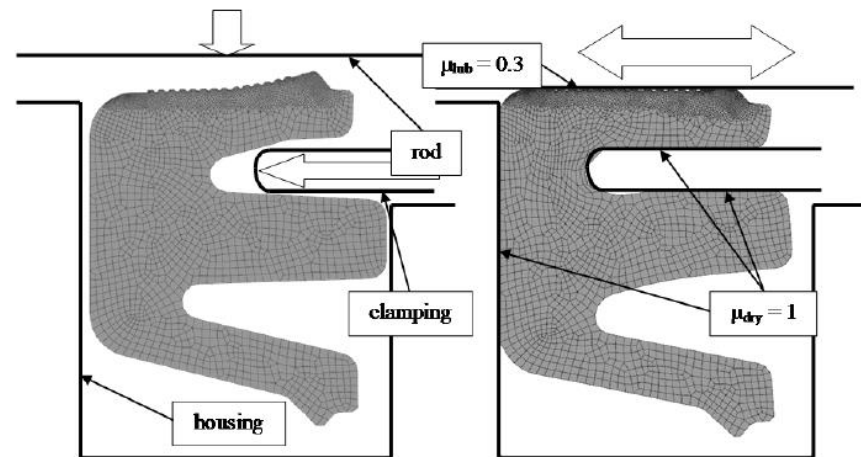 μlub = 0.3
rod
clamping
μdry = 1
housing